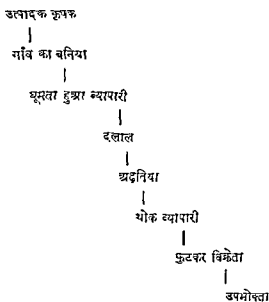 उत्पादक कृषक
गाँव का बनिया
घूमता हुआ व्यापारी
दलाल
अढ़तिया
थोक व्यापारी
फुटकर विक्रेता
उपभोक्ता